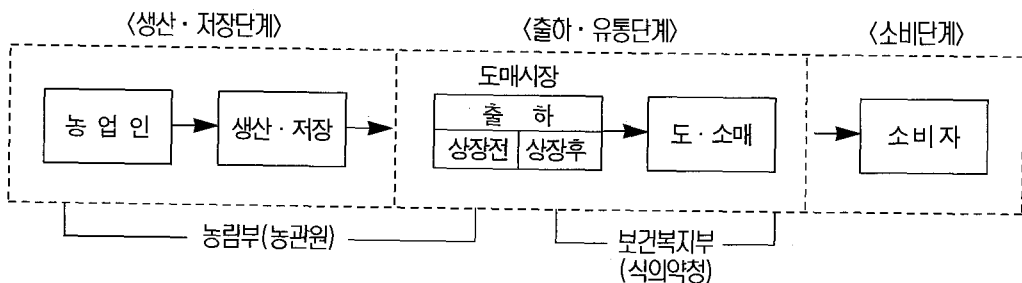 〈생산·저장단계〉 〈출하·유통단계〉 〈소비단계〉
도매시장
농 업 인 생산·저장 출 하 도·소매 소 비 자
상장전 상장후
농림부(농관원) 보건복지부
(식의약청)